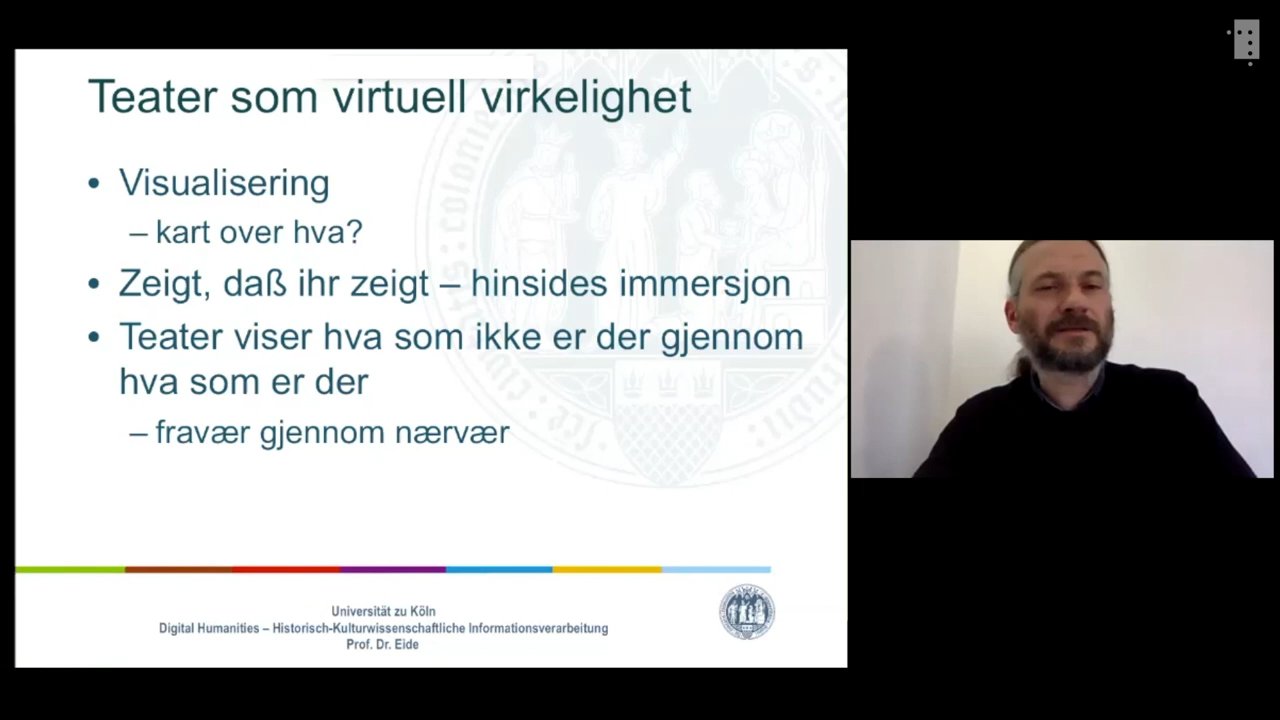 Teater som virtuell virkelighet
• Visualisering
– kart over hva?
• Zeigt, daß ihr zeigt – hinsides immersjon
• Teater viser hva som ikke er der gjennom
hva som er der
– fravær gjennom nærvær
Universität zu Köln
Digital Humanities – Historisch-Kulturwissenschaftliche Informationsverarbeitung
Prof. Dr. Eide